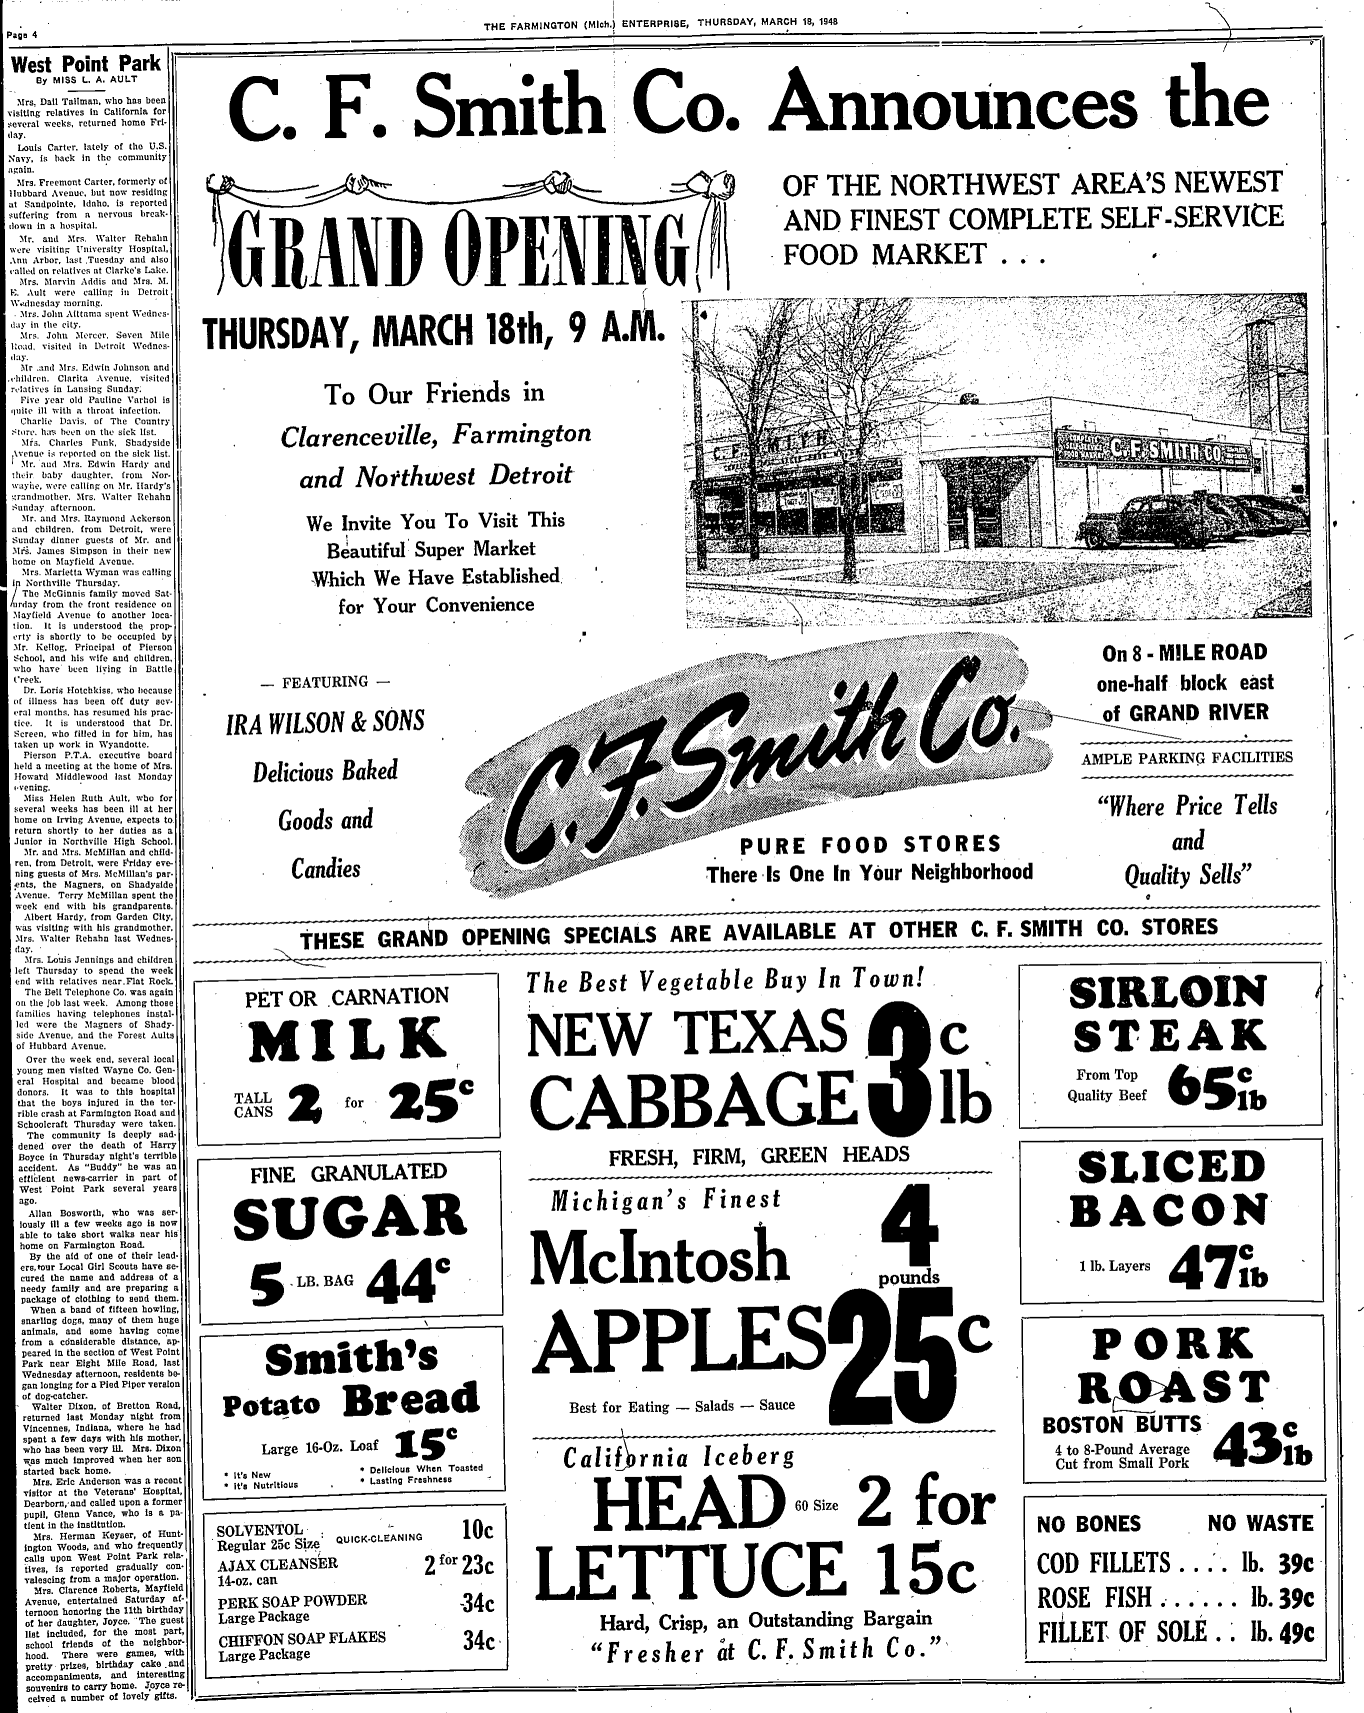 Page 4
THE FARMINGTON (Mich.) ENTERPRISE, THURSDAY, MARCH 18, 1948
West Point Park
By MISS L. A. AULT
Mrs. Dall Tallman, who has been
visiting relatives in California for
several weeks, returned home Fri-
day.
Louis Carter, lately of the U.S.
Navy, is back in the community
again.
Mrs. Freemont Carter, formerly of
Hubbard Avenue, but now residing
at Sandpointe, Idaho, is reported
suffering from a nervous break-
down in a hospital.
Mr. and Mrs. Walter Rehahn
were visiting University Hospital,
Ann Arbor, last Tuesday and also
called on relatives at Clarke's Lake.
Mrs. Marvin Addis and Mrs. M.
E. Ault were calling in Detroit
Wednesday morning.
Mrs. John Aittama spent Wednes-
day in the city.
Mrs. John Mercer, Seven Mile
Road, visited in Detroit Wednes-
day.
Mr. and Mrs. Edwin Johnson and
children, Clarita Avenue, visited
relatives in Lansing Sunday.
Five year old Pauline Varhol is
quite ill with a throat infection.
Charlie Davis, of The Country
Store, has been on the sick list.
Mrs. Charles Funk, Shadyside
Avenue is reported on the sick list.
Mr. and Mrs. Edwin Hardy and
their baby daughter, from Nor-
wayne, were calling on Mr. Hardy's
grandmother, Mrs. Walter Rehahn
Sunday afternoon.
Mr. and Mrs. Raymond Ackerson
and children, from Detroit, were
Sunday dinner guests of Mr. and
Mrs. James Simpson in their new
home on Mayfield Avenue.
Mrs. Marietta Wyman was calling
in Northville Thursday.
The McGinnis family moved Sat-
urday from the front residence on
Mayfield Avenue to another loca-
tion. It is understood the prop-
erty is shortly to be occupied by
Mr. Kellog, Principal of Pierson
School, and his wife and children,
who have been living in Battle
Creek.
Dr. Loris Hotchkiss, who because
of illness has been off duty sev-
eral months, has resumed his prac-
tice. It is understood that Dr.
Screen, who filled in for him, has
taken up work in Wyandotte.
Pierson P.T.A. executive board
held a meeting at the home of Mrs.
Howard Middlewood last Monday
evening.
Miss Helen Ruth Ault, who for
several weeks has been ill at her
home on Irving Avenue, expects to
return shortly to her duties as a
Junior in Northville High School.
Mr. and Mrs. McMillan and child-
ren, from Detroit, were Friday eve-
ning guests of Mrs. McMillan's par-
ents, the Magners, on Shadyside
Avenue. Terry McMillan spent the
week end with his grandparents.
Albert Hardy, from Garden City,
was visiting with his grandmother,
Mrs. Walter Rehahn last Wednes-
day.
Mrs. Louis Jennings and children
left Thursday to spend the week
end with relatives near Flat Rock.
The Bell Telephone Co. was again
on the job last week. Among those
families having telephones instal-
led were the Magners of Shady-
side Avenue, and the Forest Aults
of Hubbard Avenue.
Over the week end, several local
young men visited Wayne Co. Gen-
eral Hospital and became blood
donors. It was to this hospital
that the boys injured in the ter-
rible crash at Farmington Road and
Schoolcraft Thursday were taken.
The community is deeply sad-
dened over the death of Harry
Boyce in Thursday night's terrible
accident. As "Buddy" he was an
efficient news-carrier in part of
West Point Park several years
ago.
Allan Bosworth, who was ser-
iously ill a few weeks ago is now
able to take short walks near his
home on Farmington Road.
By the aid of one of their lead-
ers, four Local Girl Scouts have se-
cured the name and address of a
needy family and are preparing a
package of clothing to send them.
When a band of fifteen howling,
snarling dogs, many of them huge
animals, and some having come
from a considerable distance, ap-
peared in the section of West Point
Park near Eight Mile Road, last
Wednesday afternoon, residents be-
gan longing for a Pied Piper version
of dog-catcher.
Walter Dixon, of Bretton Road,
returned last Monday night from
Vincennes, Indiana, where he had
spent a few days with his mother,
who has been very ill. Mrs. Dixon
was much improved when her son
started back home.
Mrs. Eric Anderson was a recent
visitor at the Veterans' Hospital,
Dearborn, and called upon a former
pupil, Glenn Vance, who is a pa-
tient in the institution.
Mrs. Herman Keyser, of Hunt-
ington Woods, and who frequently
calls upon West Point Park rela-
tives, is reported gradually con-
valescing from a major operation.
Mrs. Clarence Roberts, Mayfield
Avenue, entertained Saturday af-
ternoon honoring the 11th birthday
of her daughter, Joyce. The guest
list included, for the most part,
school friends of the neighbor-
hood. There were games, with
pretty prizes, birthday cake and
accompaniments, and interesting
souvenirs to carry home. Joyce re-
ceived a number of lovely gifts.
C. F. Smith Co. Announces the
GRAND OPENING
THURSDAY, MARCH 18th, 9 A.M.
OF THE NORTHWEST AREA'S NEWEST
AND FINEST COMPLETE SELF-SERVICE
FOOD MARKET . . .
To Our Friends in
Clarenceville, Farmington
and Northwest Detroit
We Invite You To Visit This
Beautiful Super Market
Which We Have Established
for Your Convenience
C. F. SMITH
COMPLETE
SELF-SERVICE
FOOD MARKET
C. F. SMITH CO.
— FEATURING —
IRA WILSON & SONS
Delicious Baked
Goods and
Candies
C. F. Smith Co.
PURE FOOD STORES
There Is One In Your Neighborhood
On 8 - MILE ROAD
one-half block east
of GRAND RIVER
AMPLE PARKING FACILITIES
"Where Price Tells
and
Quality Sells"
THESE GRAND OPENING SPECIALS ARE AVAILABLE AT OTHER C. F. SMITH CO. STORES
PET OR CARNATION
MILK
TALL CANS 2 for 25c
FINE GRANULATED
SUGAR
5 LB. BAG 44c
Smith's
Potato Bread
Large 16-Oz. Loaf 15c
* It's New
* It's Nutritious
* Delicious When Toasted
* Lasting Freshness
SOLVENTOL
Regular 25c Size QUICK-CLEANING 10c
AJAX CLEANSER
14-oz. can 2 for 23c
PERK SOAP POWDER
Large Package 34c
CHIFFON SOAP FLAKES
Large Package 34c
The Best Vegetable Buy In Town!
NEW TEXAS
CABBAGE 3c lb
FRESH, FIRM, GREEN HEADS
Michigan's Finest
McIntosh
APPLES
4 pounds 25c
Best for Eating — Salads — Sauce
California Iceberg
HEAD 60 Size 2 for
LETTUCE 15c
Hard, Crisp, an Outstanding Bargain
"Fresher at C. F. Smith Co."
SIRLOIN
STEAK
From Top
Quality Beef 65c lb
SLICED
BACON
1 lb. Layers 47c lb
PORK
ROAST
BOSTON BUTTS
4 to 8-Pound Average
Cut from Small Pork
43c lb
NO BONES NO WASTE
COD FILLETS . . . . lb. 39c
ROSE FISH . . . . . . lb. 39c
FILLET OF SOLE . . lb. 49c